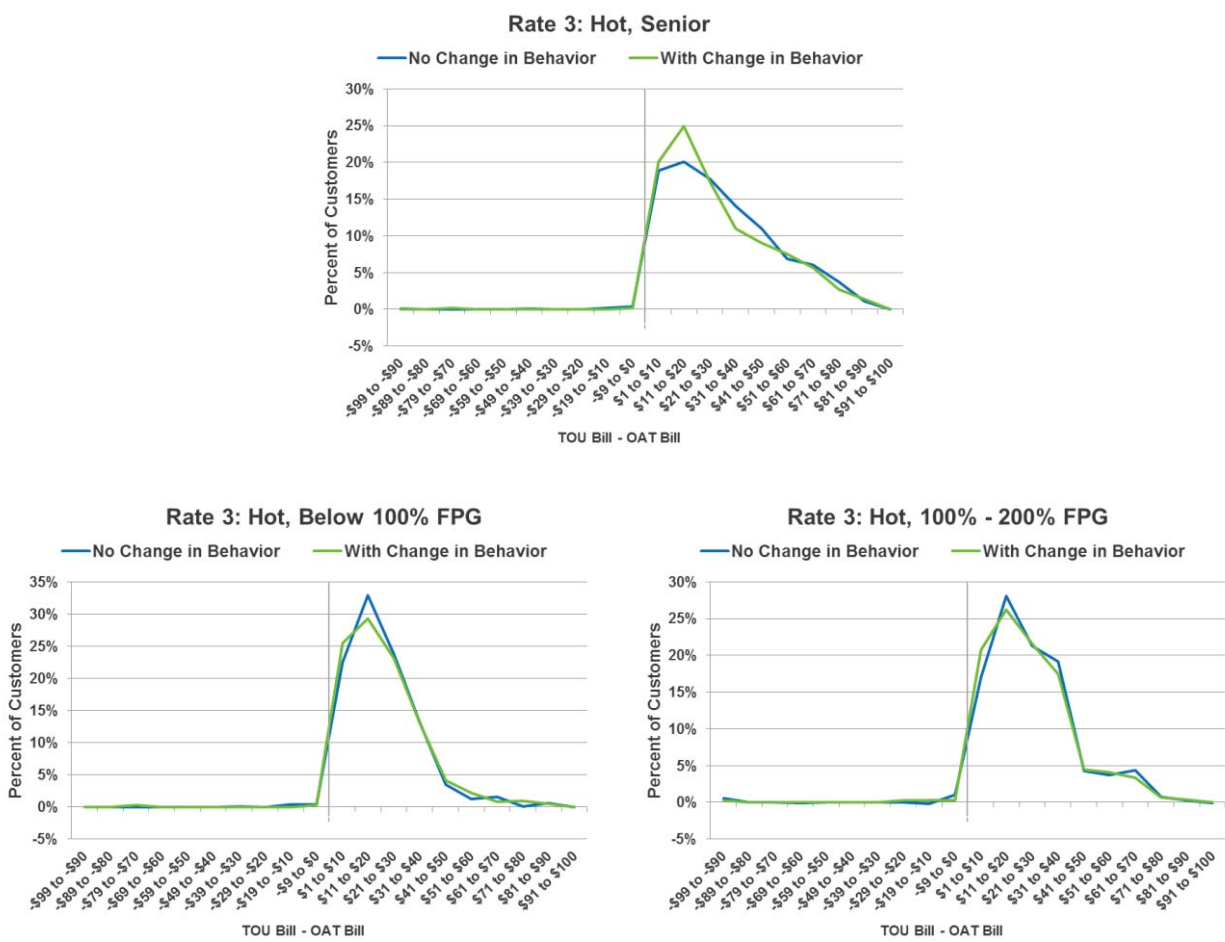 Rate 3: Hot, Senior
No Change in Behavior With Change in Behavior
Percent of Customers
30%
25%
20%
15%
10%
5%
0%
-5%
-$99 to -$90
-$89 to -$80
-$79 to -$70
-$69 to -$60
-$59 to -$50
-$49 to -$40
-$39 to -$30
-$29 to -$20
-$19 to -$10
-$9 to $0
$1 to $10
$11 to $20
$21 to $30
$31 to $40
$41 to $50
$51 to $60
$61 to $70
$71 to $80
$81 to $90
$91 to $100
TOU Bill - OAT Bill
Rate 3: Hot, Below 100% FPG
No Change in Behavior With Change in Behavior
Percent of Customers
35%
30%
25%
20%
15%
10%
5%
0%
-5%
-$99 to -$90
-$89 to -$80
-$79 to -$70
-$69 to -$60
-$59 to -$50
-$49 to -$40
-$39 to -$30
-$29 to -$20
-$19 to -$10
-$9 to $0
$1 to $10
$11 to $20
$21 to $30
$31 to $40
$41 to $50
$51 to $60
$61 to $70
$71 to $80
$81 to $90
$91 to $100
TOU Bill - OAT Bill
Rate 3: Hot, 100% - 200% FPG
No Change in Behavior With Change in Behavior
Percent of Customers
30%
25%
20%
15%
10%
5%
0%
-5%
-$99 to -$90
-$89 to -$80
-$79 to -$70
-$69 to -$60
-$59 to -$50
-$49 to -$40
-$39 to -$30
-$29 to -$20
-$19 to -$10
-$9 to $0
$1 to $10
$11 to $20
$21 to $30
$31 to $40
$41 to $50
$51 to $60
$61 to $70
$71 to $80
$81 to $90
$91 to $100
TOU Bill - OAT Bill